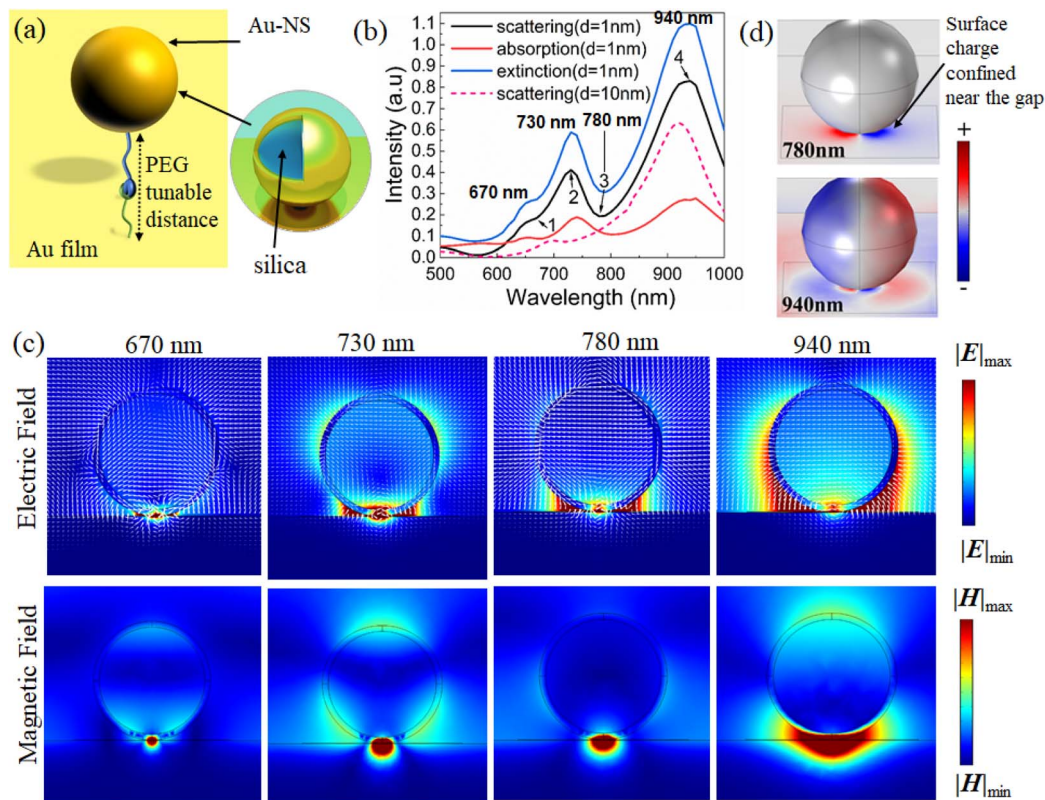 (a)
Au-NS
PEG
tunable
distance
Au film
silica
(b)
Intensity (a.u)
1.1
1.0
0.9
0.8
0.7
0.6
0.5
0.4
0.3
0.2
0.1
0.0
scattering(d=1nm)
absorption(d=1nm)
extinction(d=1nm)
scattering(d=10nm)
940 nm
730 nm
780 nm
670 nm
1
2
3
4
500 600 700 800 900 1000
Wavelength (nm)
(d)
Surface
charge
confined
near the gap
780nm
940nm
+
-
(c)
670 nm
730 nm
780 nm
940 nm
Electric Field
|E|max
|E|min
Magnetic Field
|H|max
|H|min